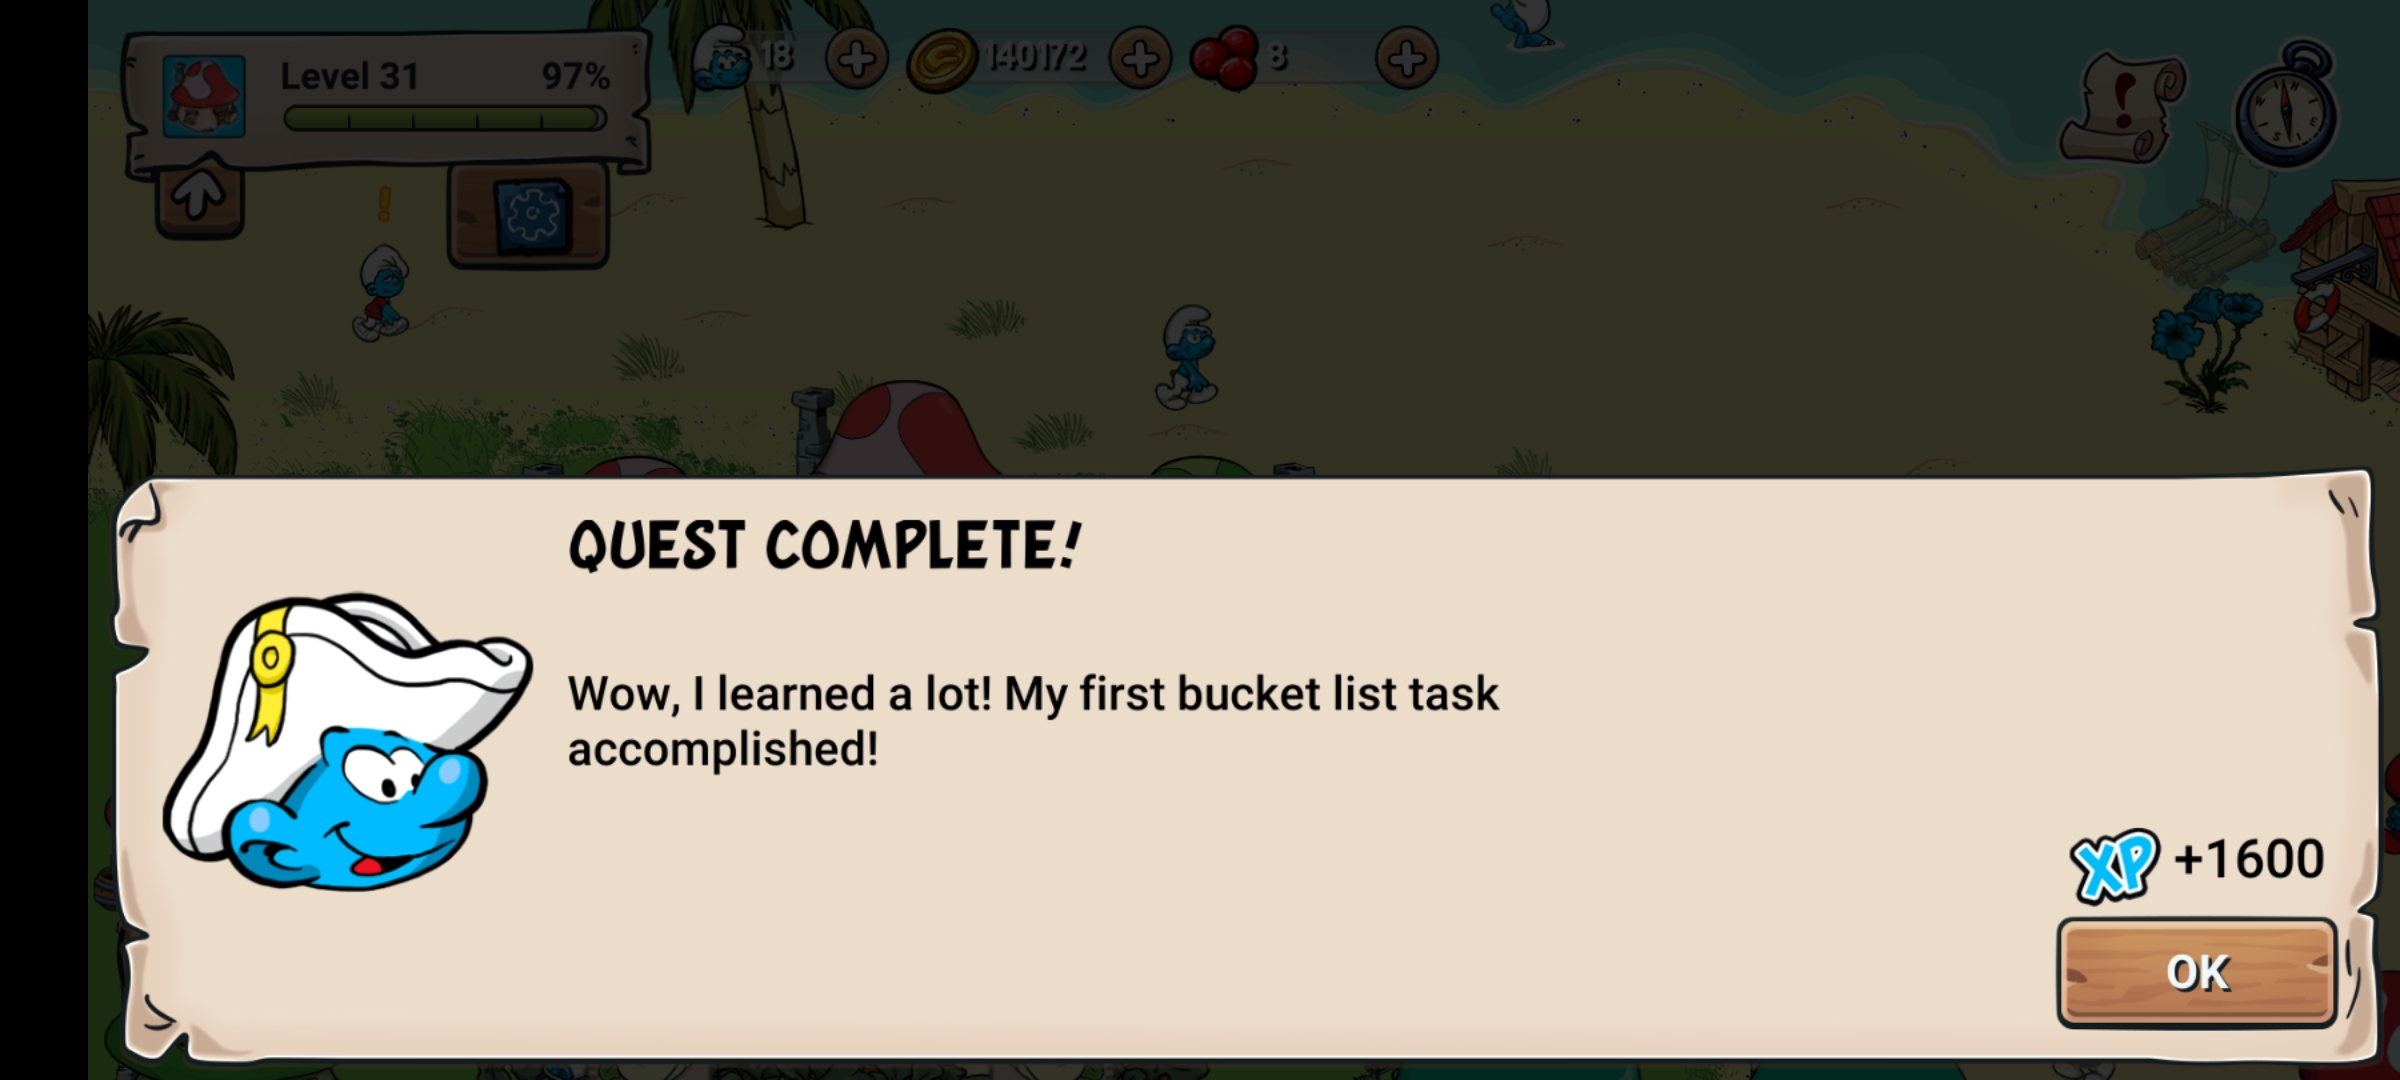 Level 31 97%
18
140172
8
QUEST COMPLETE!
Wow, I learned a lot! My first bucket list task
accomplished!
XP +1600
OK